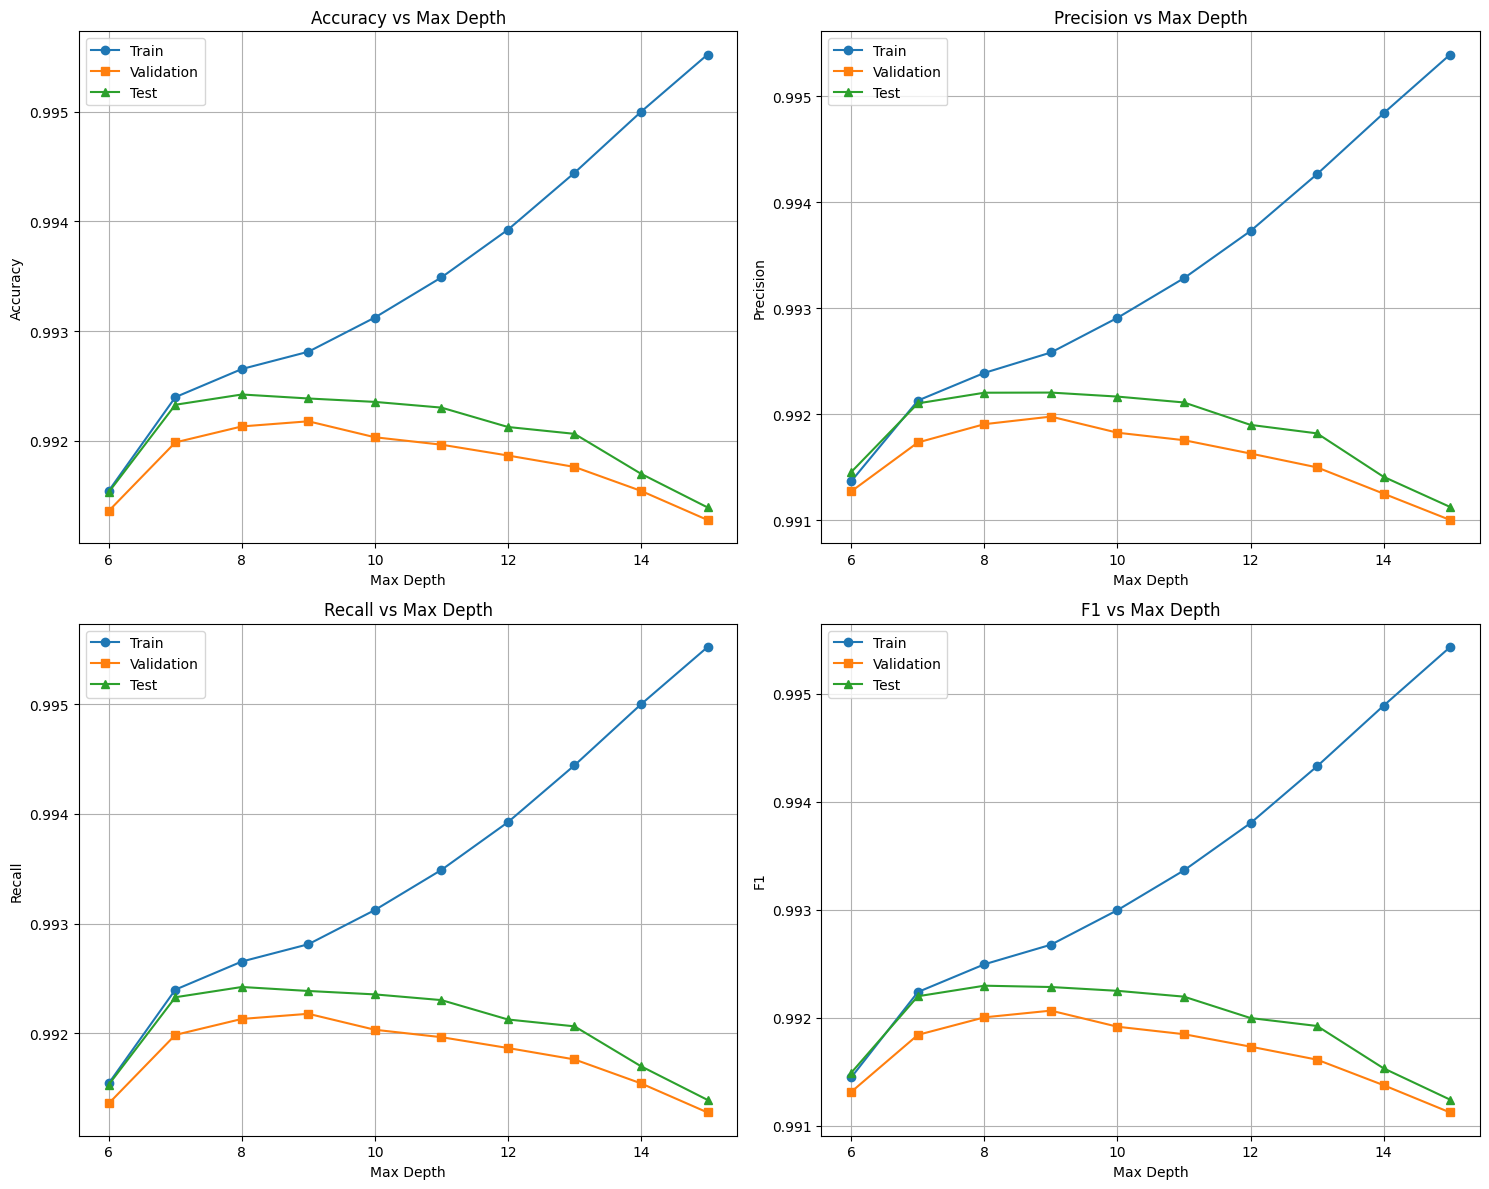 Accuracy vs Max Depth
Train
Validation
Test
0.995
0.994
0.993
0.992
Accuracy
6 8 10 12 14
Max Depth
Precision vs Max Depth
Train
Validation
Test
0.995
0.994
0.993
0.992
0.991
Precision
6 8 10 12 14
Max Depth
Recall vs Max Depth
Train
Validation
Test
0.995
0.994
0.993
0.992
Recall
6 8 10 12 14
Max Depth
F1 vs Max Depth
Train
Validation
Test
0.995
0.994
0.993
0.992
0.991
F1
6 8 10 12 14
Max Depth